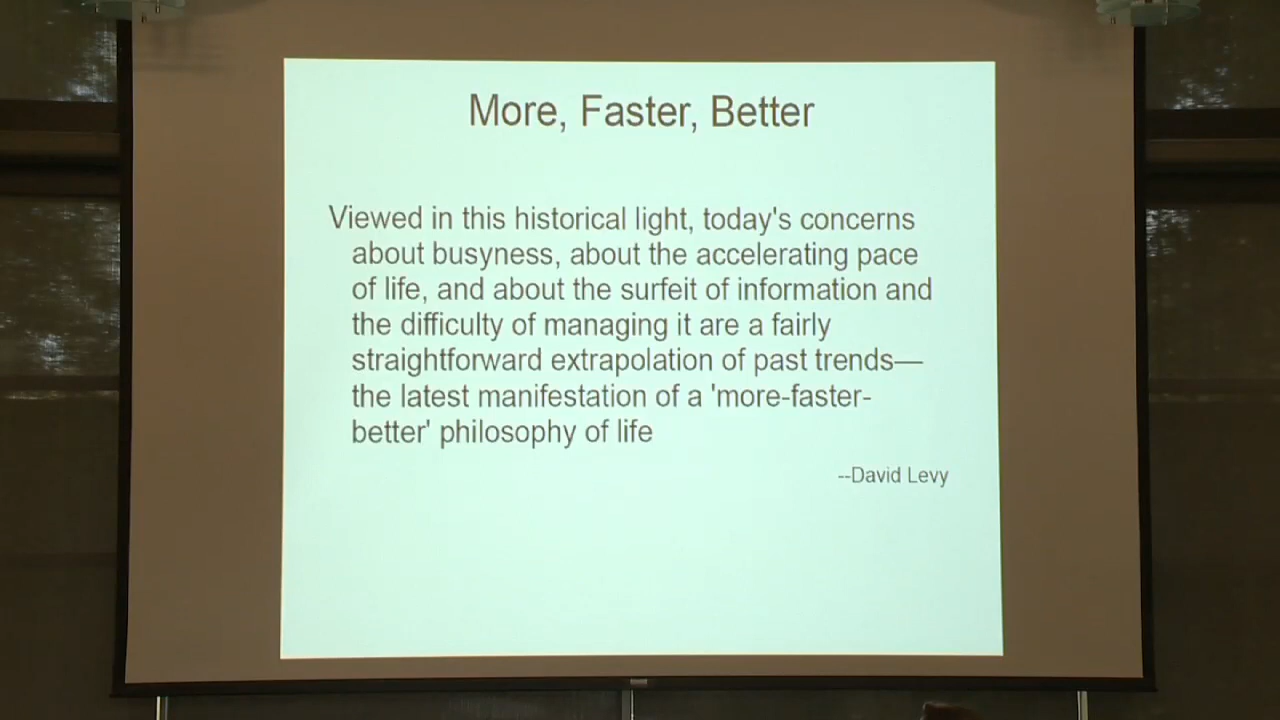 More, Faster, Better
Viewed in this historical light, today's concerns
about busyness, about the accelerating pace
of life, and about the surfeit of information and
the difficulty of managing it are a fairly
straightforward extrapolation of past trends—
the latest manifestation of a 'more-faster-
better' philosophy of life
--David Levy